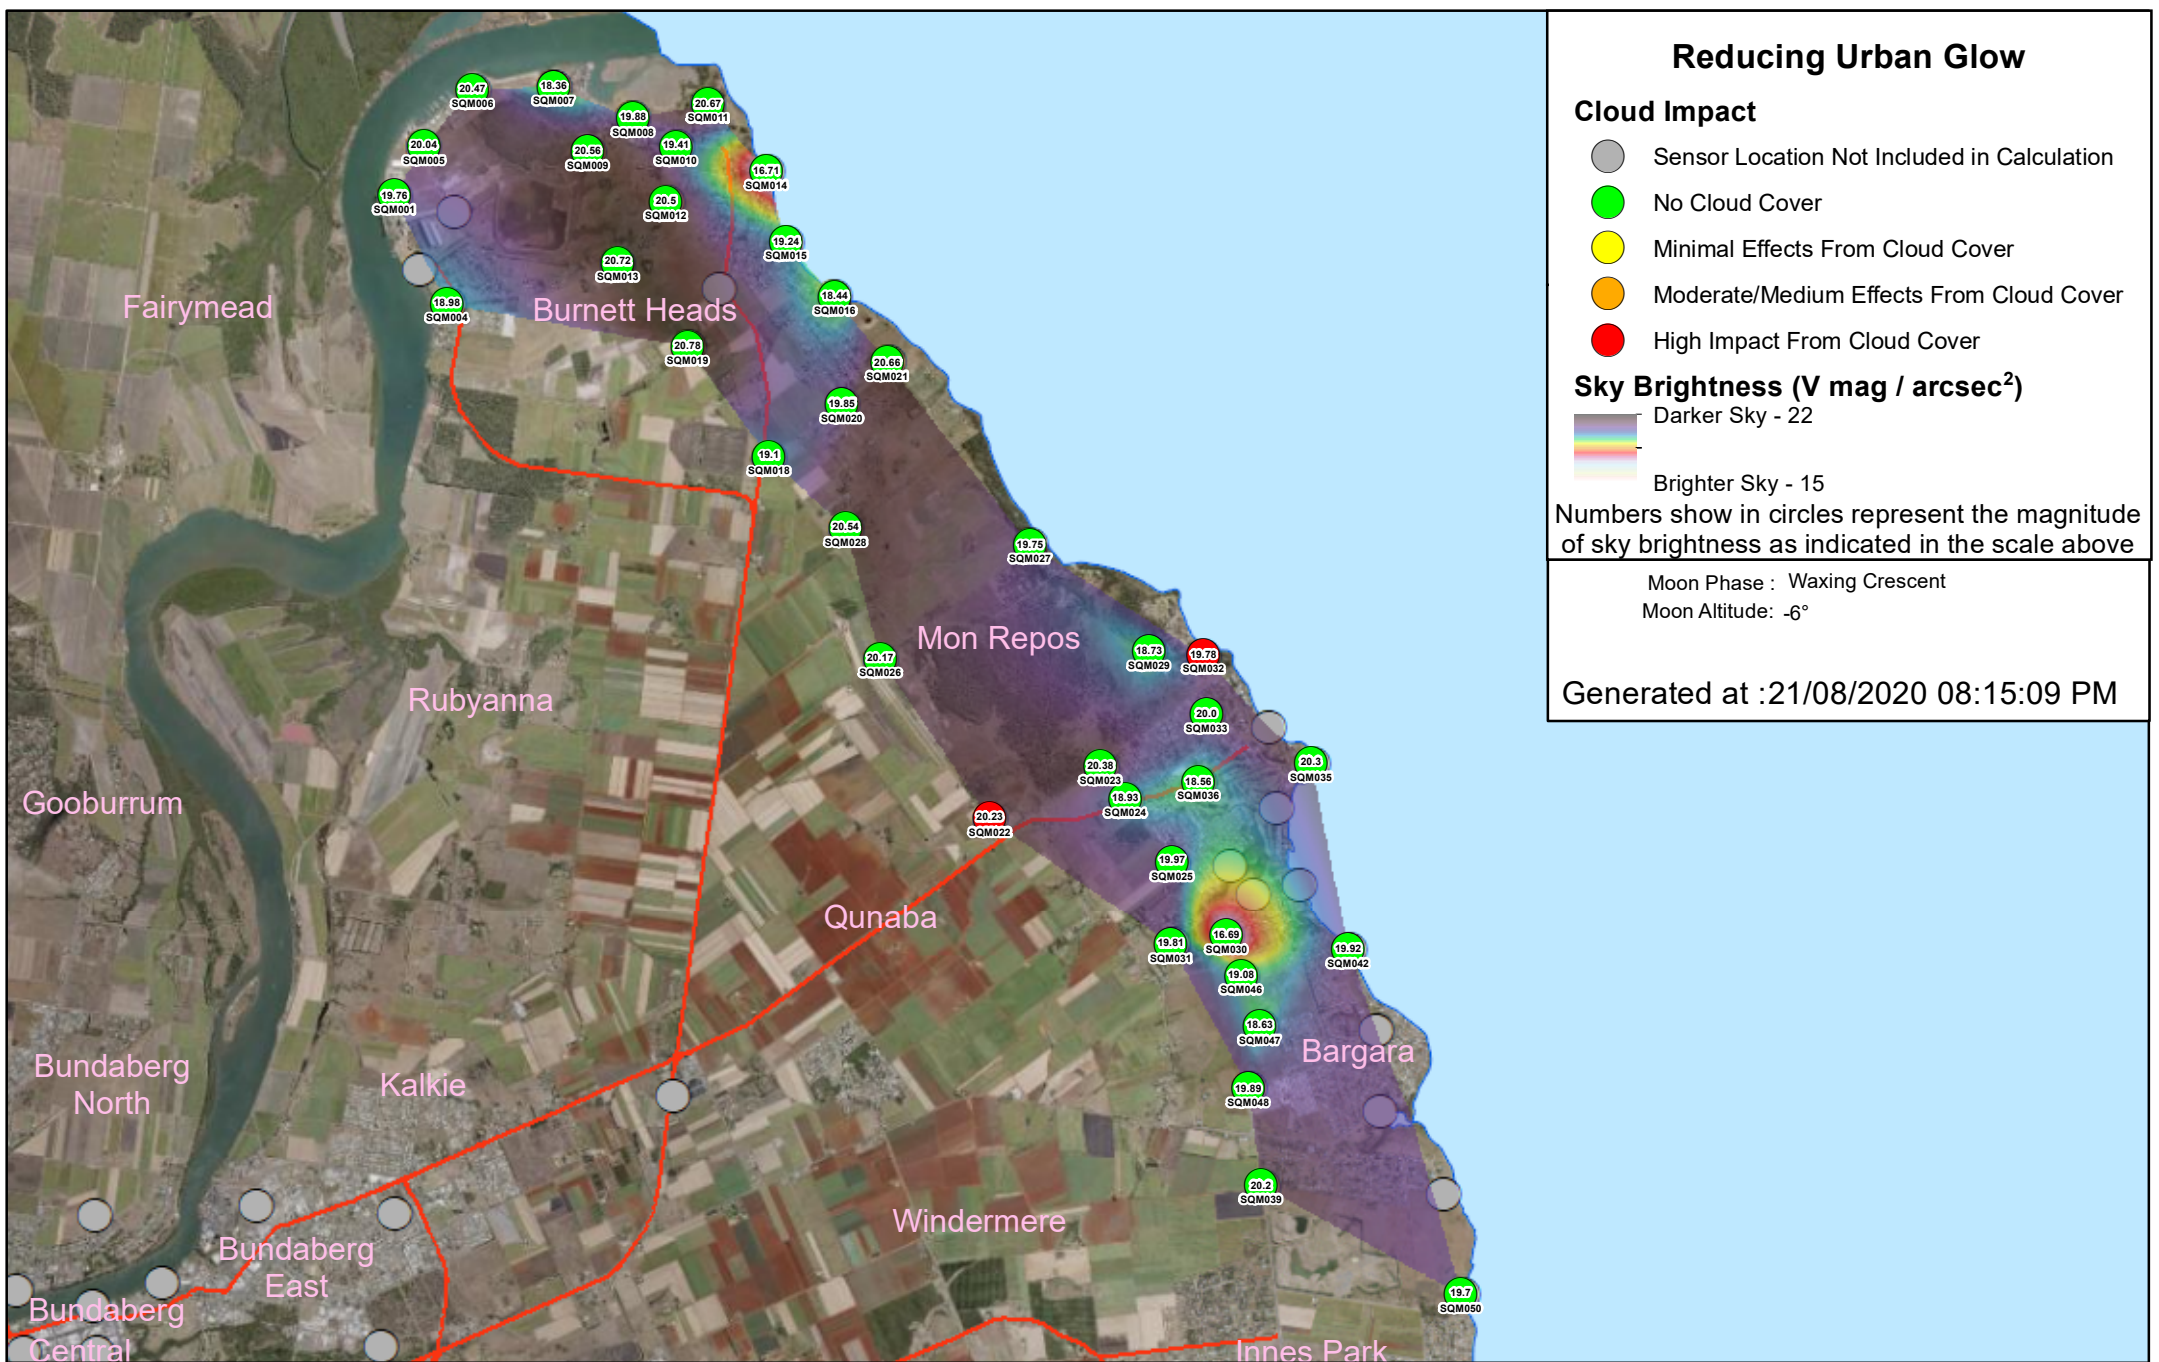 Reducing Urban Glow
Cloud Impact
Sensor Location Not Included in Calculation
No Cloud Cover
Minimal Effects From Cloud Cover
Moderate/Medium Effects From Cloud Cover
High Impact From Cloud Cover
Sky Brightness (V mag / arcsec²)
Darker Sky - 22
Brighter Sky - 15
Numbers show in circles represent the magnitude
of sky brightness as indicated in the scale above
Moon Phase : Waxing Crescent
Moon Altitude: -6°
Generated at :21/08/2020 08:15:09 PM
20.47
SQM006
18.36
SQM007
19.88
SQM008
20.67
SQM011
20.04
SQM005
20.56
SQM009
19.41
SQM010
16.71
SQM014
19.76
SQM001
20.5
SQM012
19.24
SQM015
20.72
SQM013
18.98
SQM004
18.44
SQM016
Fairymead
Burnett Heads
20.78
SQM019
20.66
SQM021
19.85
SQM020
19.1
SQM018
20.54
SQM028
19.75
SQM027
Mon Repos
18.73
SQM029
19.78
SQM032
20.17
SQM026
Rubyanna
20.0
SQM033
20.38
SQM023
20.3
SQM035
18.56
SQM036
18.93
SQM024
Gooburrum
20.23
SQM022
19.97
SQM025
Qunaba
16.69
SQM030
19.81
SQM031
19.92
SQM042
19.08
SQM046
18.63
SQM047
Bargara
Bundaberg
North
Kalkie
19.89
SQM048
20.2
SQM039
Windermere
Bundaberg
East
19.7
SQM050
Bundaberg
Central
Innes Park